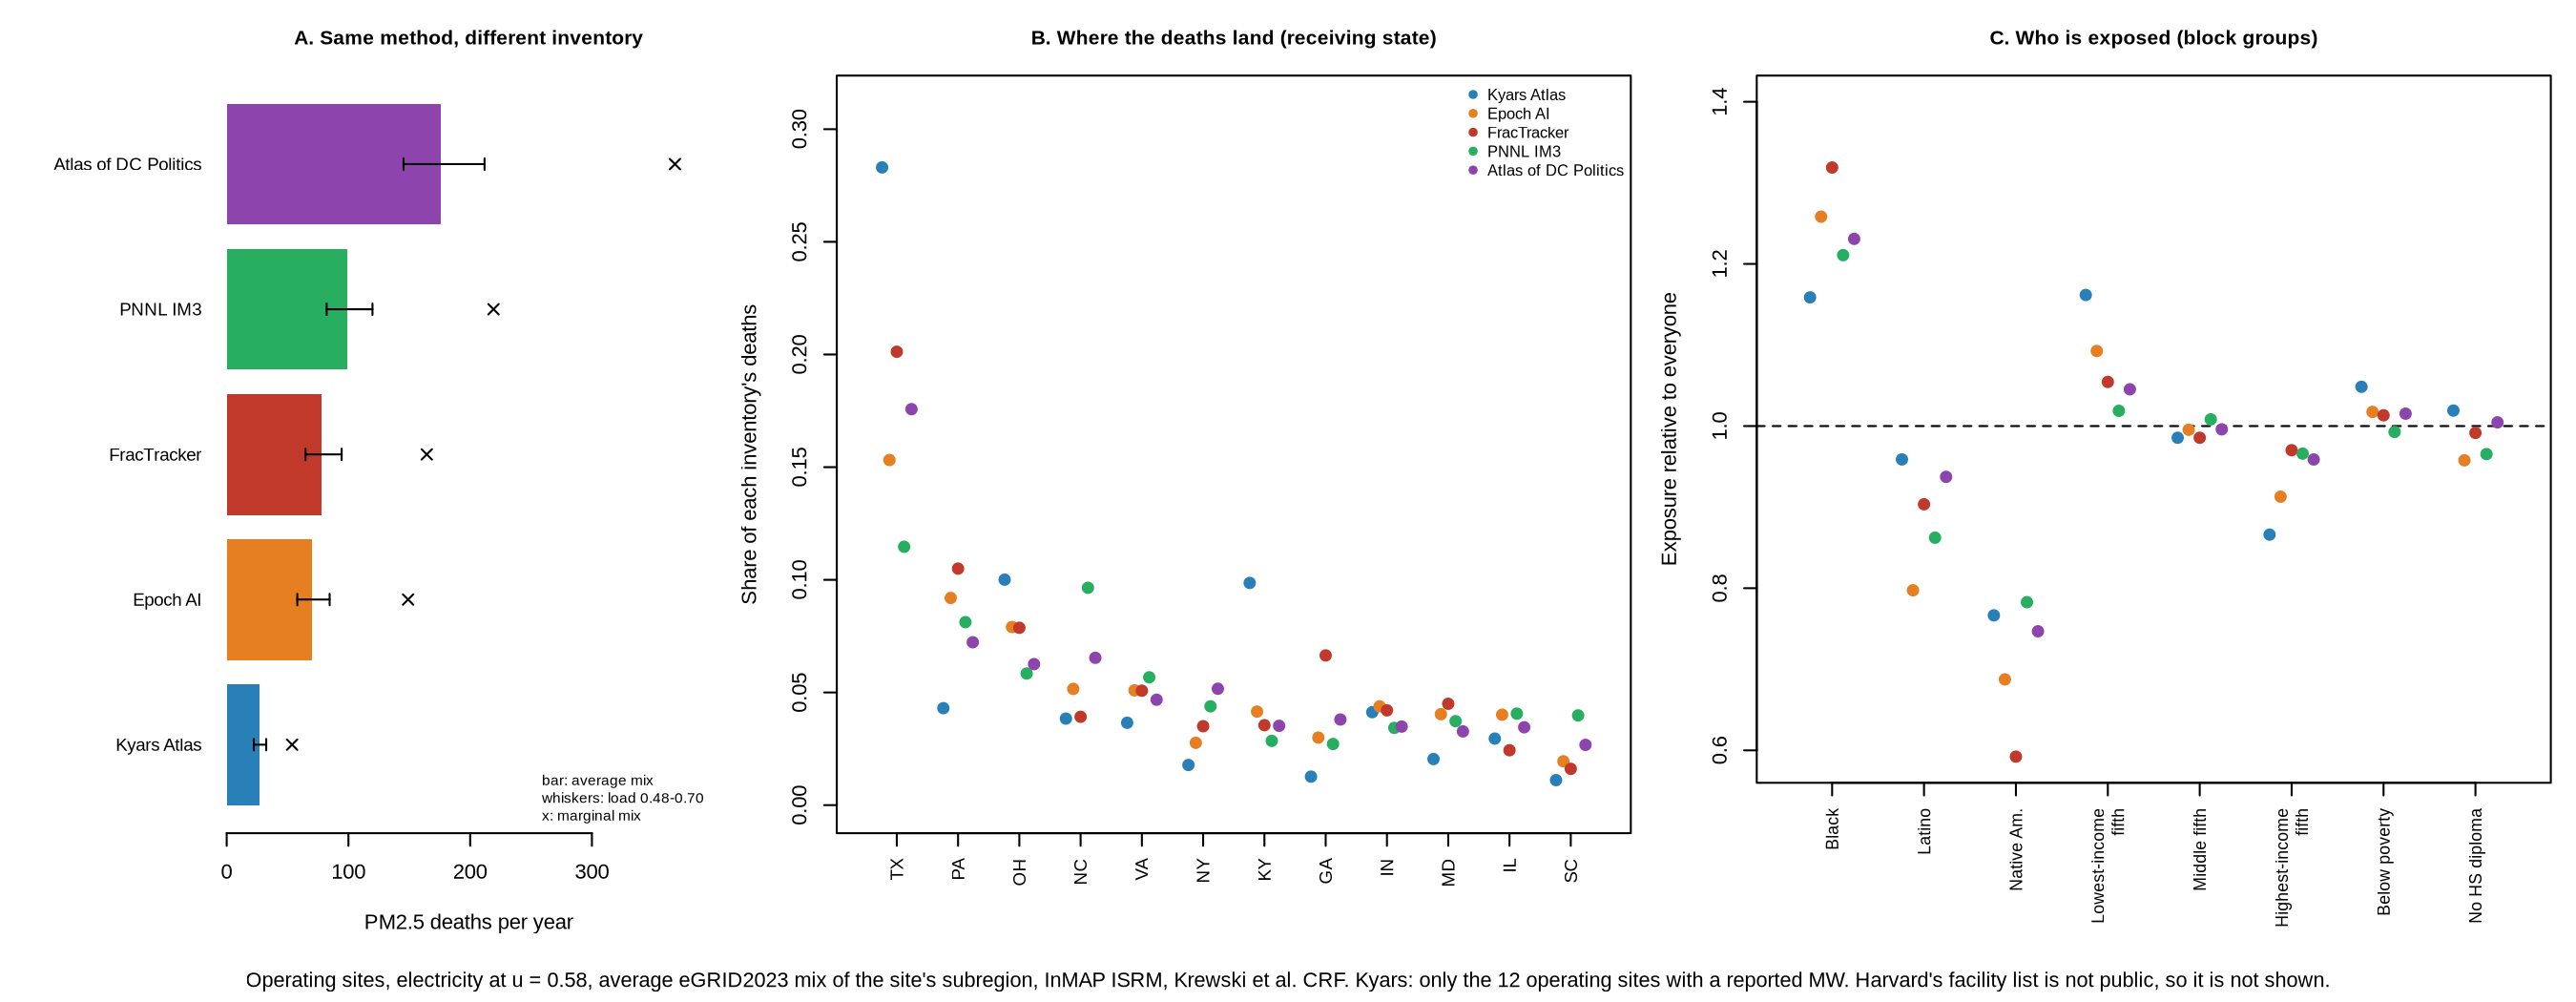 A. Same method, different inventory
Atlas of DC Politics
PNNL IM3
FracTracker
Epoch AI
Kyars Atlas
bar: average mix
whiskers: load 0.48-0.70
x: marginal mix
0 100 200 300
PM2.5 deaths per year
B. Where the deaths land (receiving state)
Share of each inventory's deaths
0.30
0.25
0.20
0.15
0.10
0.05
0.00
Kyars Atlas
Epoch AI
FracTracker
PNNL IM3
Atlas of DC Politics
TX PA OH NC VA NY KY GA IN MD IL SC
C. Who is exposed (block groups)
Exposure relative to everyone
1.4
1.2
1.0
0.8
0.6
Black
Latino
Native Am.
Lowest-income
fifth
Middle fifth
Highest-income
fifth
Below poverty
No HS diploma
Operating sites, electricity at u = 0.58, average eGRID2023 mix of the site's subregion, InMAP ISRM, Krewski et al. CRF. Kyars: only the 12 operating sites with a reported MW. Harvard's facility list is not public, so it is not shown.